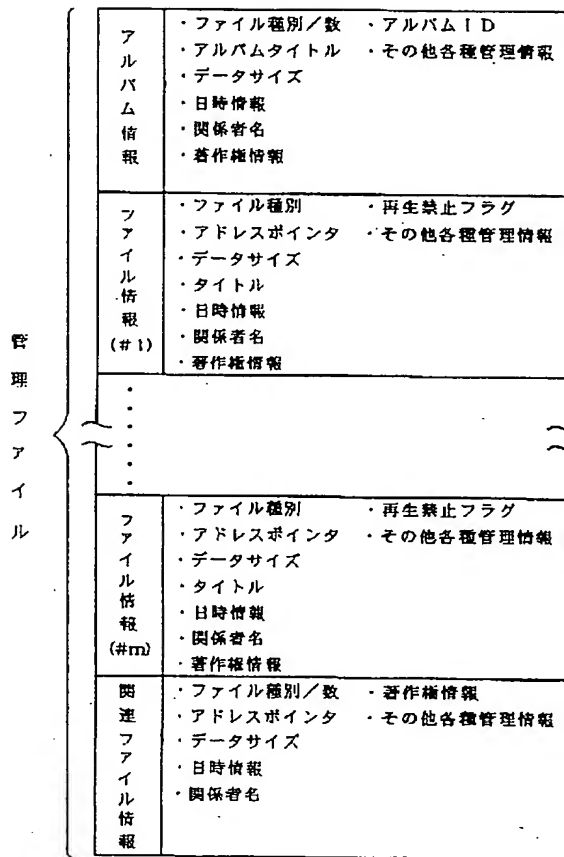 管理ファイル
アルバム情報
・ファイル種別／数 ・アルバムＩＤ
・アルバムタイトル ・その他各種管理情報
・データサイズ
・日時情報
・関係者名
・著作権情報
ファイル情報(#1)
・ファイル種別 ・再生禁止フラグ
・アドレスポインタ ・その他各種管理情報
・データサイズ
・タイトル
・日時情報
・関係者名
・著作権情報
ファイル情報(#m)
・ファイル種別 ・再生禁止フラグ
・アドレスポインタ ・その他各種管理情報
・データサイズ
・タイトル
・日時情報
・関係者名
・著作権情報
関連ファイル情報
・ファイル種別／数 ・著作権情報
・アドレスポインタ ・その他各種管理情報
・データサイズ
・日時情報
・関係者名